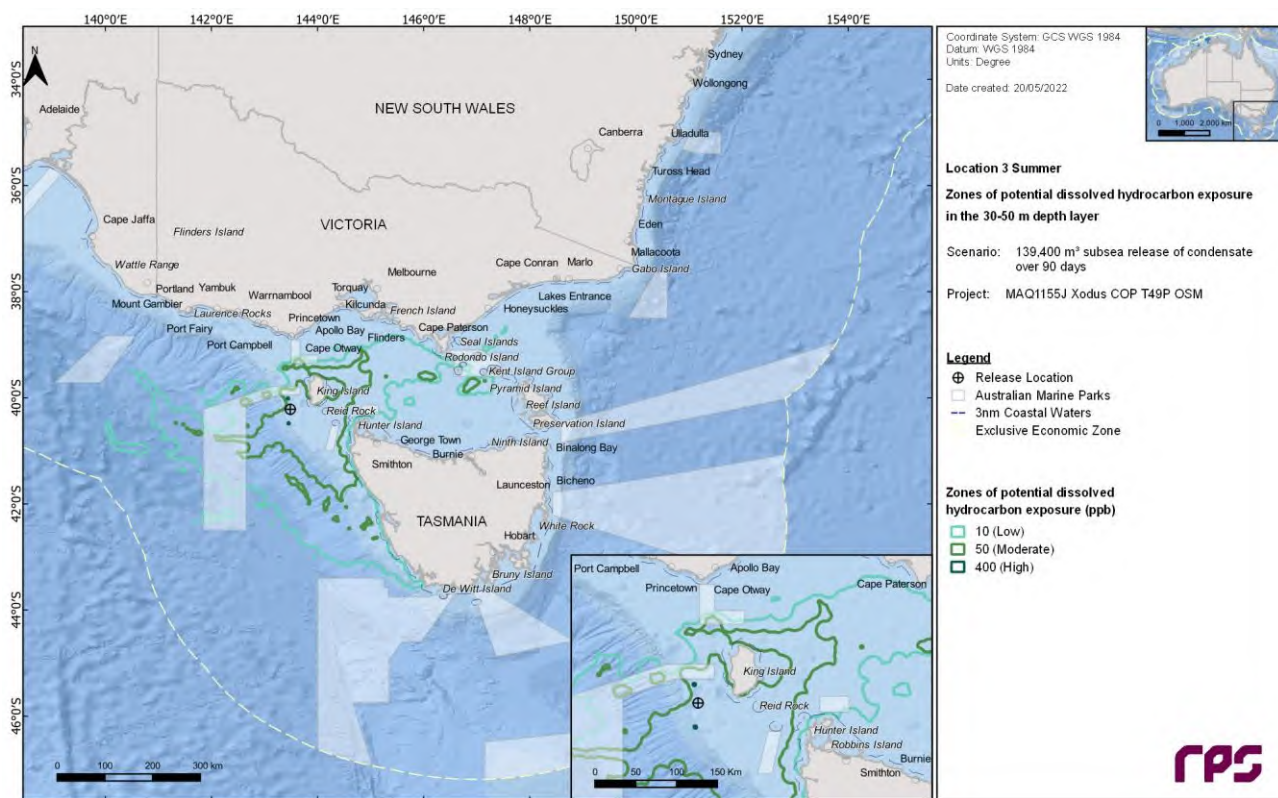 140°0'E 142°0'E 144°0'E 146°0'E 148°0'E 150°0'E 152°0'E 154°0'E
N
34°0'S
36°0'S
38°0'S
40°0'S
42°0'S
44°0'S
46°0'S
Sydney
Wollongong
NEW SOUTH WALES
Adelaide
Canberra
Ulladulla
Tuross Head
Montague Island
Cape Jaffa
Flinders Island
VICTORIA
Eden
Mallacoota
Wattle Range
Melbourne
Cape Conran
Marlo
Gabo Island
Portland
Yambuk
Torquay
Mount Gambier
Warrnambool
Kilcunda
Lakes Entrance
Laurence Rocks
Princetown
French Island
Honeysuckles
Port Fairy
Apollo Bay
Flinders
Cape Paterson
Port Campbell
Cape Otway
Seal Islands
Rodondo Island
Kent Island Group
King Island
Pyramid Island
Reid Rock
Reef Island
Hunter Island
Preservation Island
George Town
Ninth Island
Burnie
Binalong Bay
Smithton
Launceston
Bicheno
TASMANIA
White Rock
Hobart
Bruny Island
De Witt Island
0 100 200 300 km
Port Campbell
Apollo Bay
Princetown
Cape Otway
Cape Paterson
King Island
Reid Rock
Hunter Island
Robbins Island
Burnie
Smithton
0 50 100 150 Km
Coordinate System: GCS WGS 1984
Datum: WGS 1984
Units: Degree
Date created: 20/05/2022
0 1,000 2,000 km
Location 3 Summer
Zones of potential dissolved hydrocarbon exposure
in the 30-50 m depth layer
Scenario: 139,400 m³ subsea release of condensate
over 90 days
Project: MAQ1155J Xodus COP T49P OSM
Legend
Release Location
Australian Marine Parks
3nm Coastal Waters
Exclusive Economic Zone
Zones of potential dissolved
hydrocarbon exposure (ppb)
10 (Low)
50 (Moderate)
400 (High)
rps